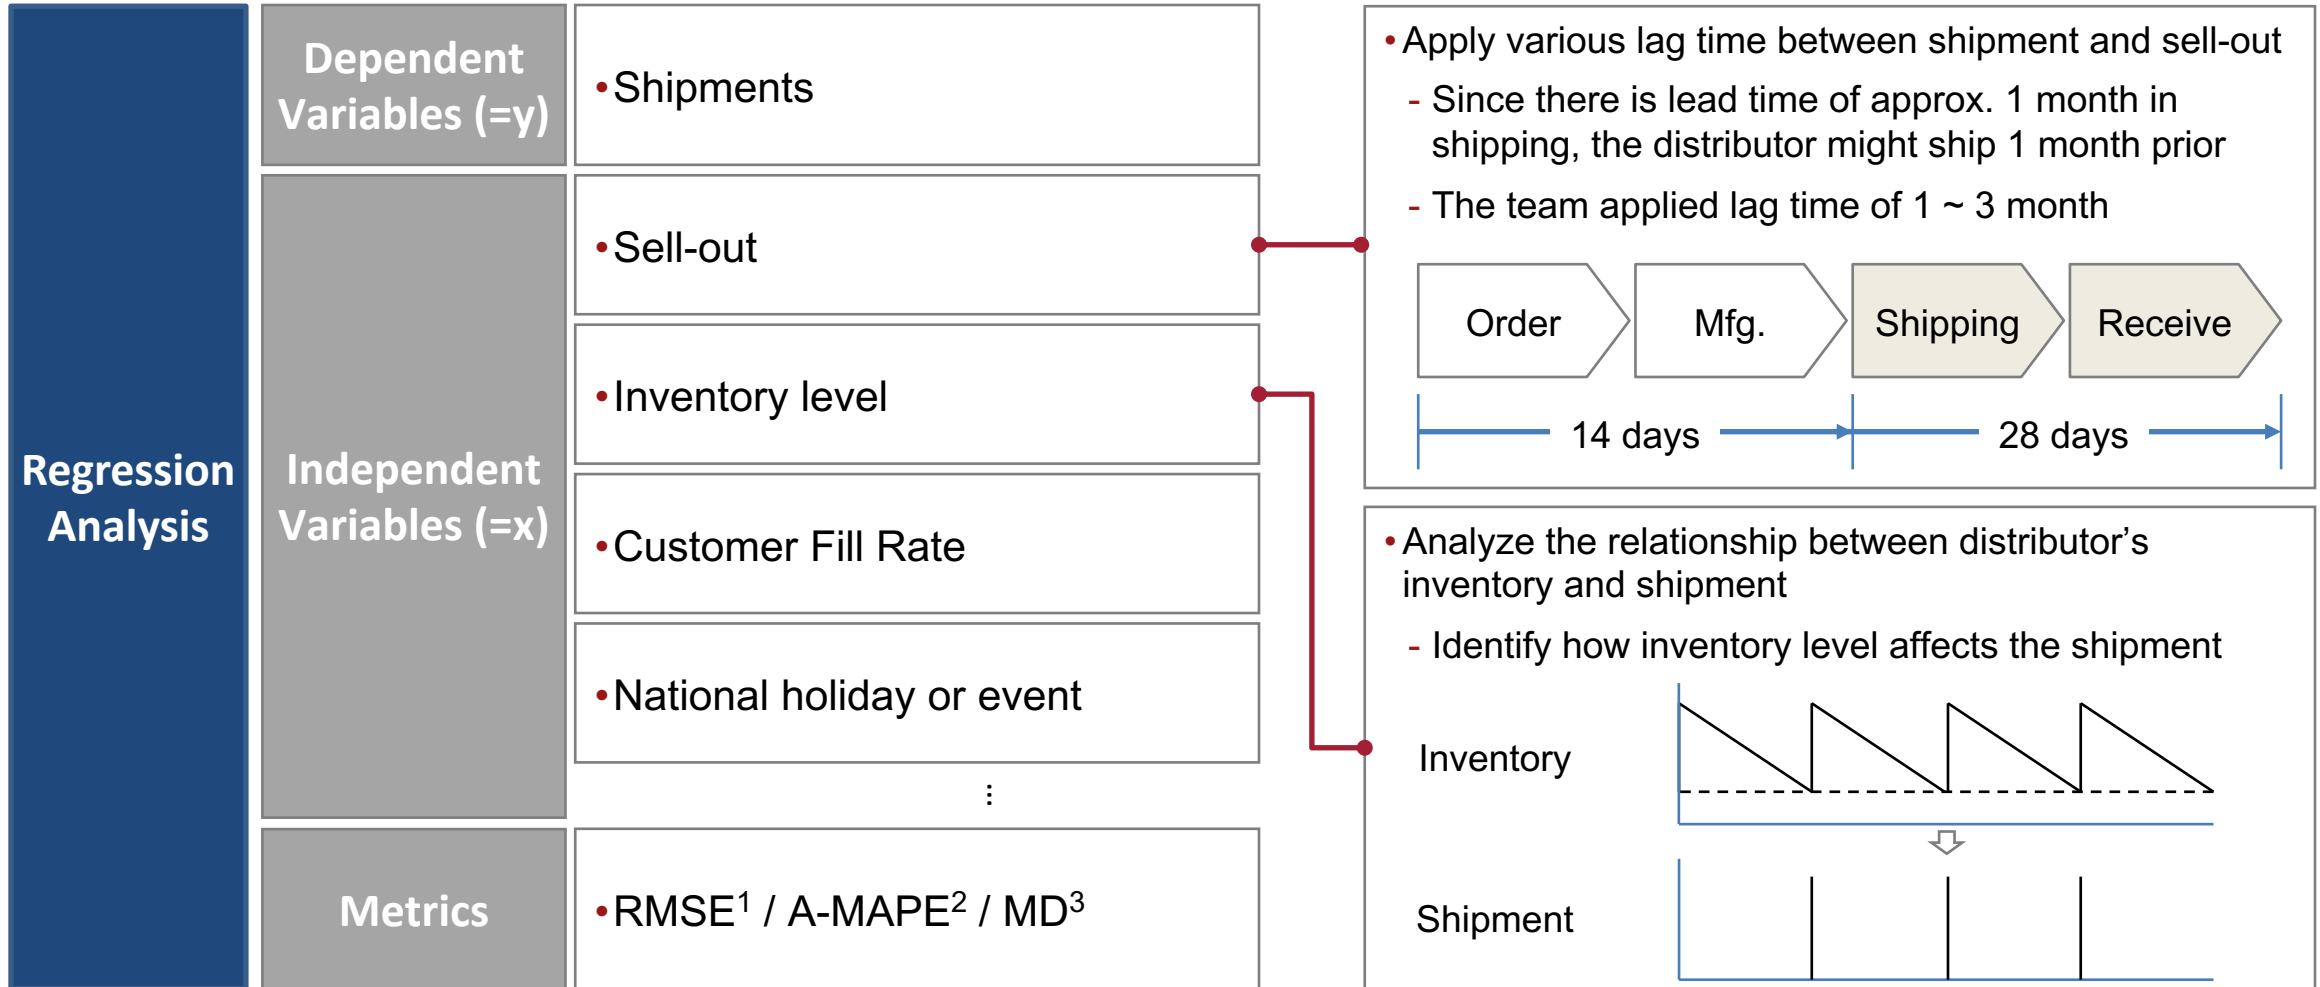 Regression
Analysis
Dependent
Variables (=y)
•Shipments
Independent
Variables (=x)
•Sell-out
•Inventory level
•Customer Fill Rate
•National holiday or event
...
Metrics
•RMSE¹ / A-MAPE² / MD³
•Apply various lag time between shipment and sell-out
- Since there is lead time of approx. 1 month in
shipping, the distributor might ship 1 month prior
- The team applied lag time of 1 ~ 3 month
Order
Mfg.
Shipping
Receive
14 days
28 days
•Analyze the relationship between distributor’s
inventory and shipment
- Identify how inventory level affects the shipment
Inventory
Shipment